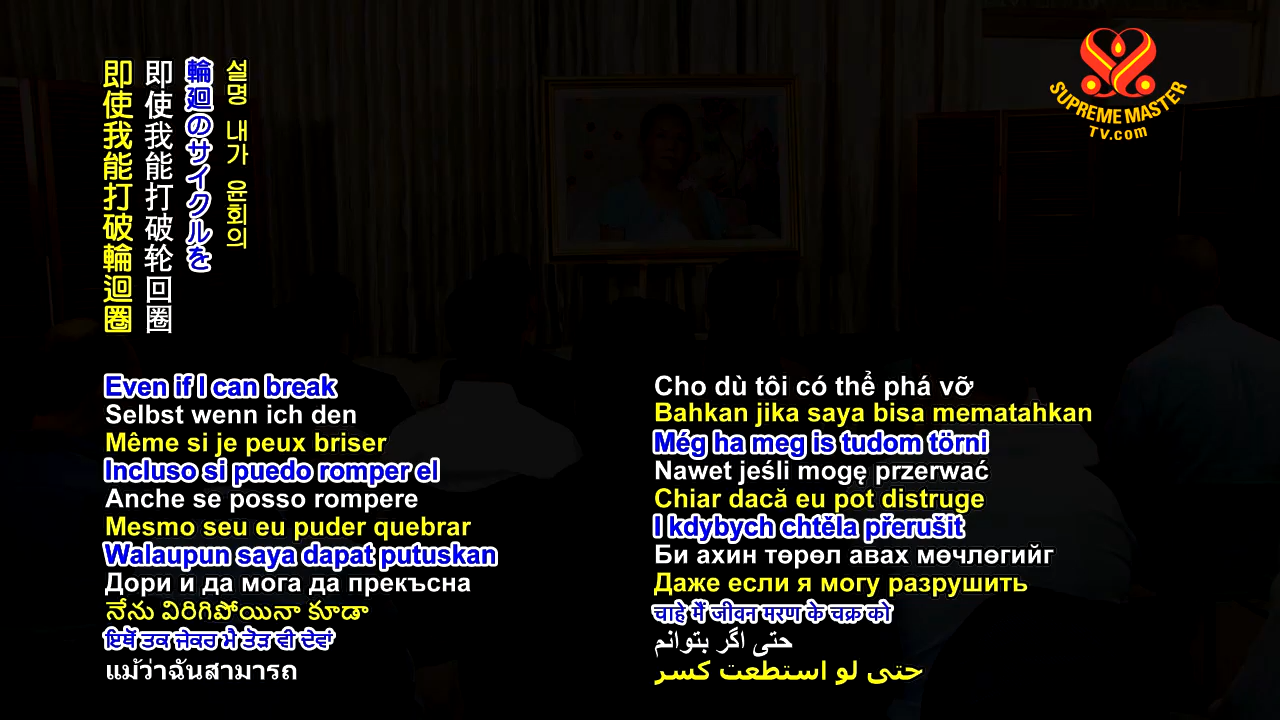 설명 내가 윤회의
輪廻のサイクルを
即使我能打破轮回圈
即使我能打破輪迴圈
SUPREME MASTER
TV.com
Even if I can break
Selbst wenn ich den
Même si je peux briser
Incluso si puedo romper el
Anche se posso rompere
Mesmo seu eu puder quebrar
Walaupun saya dapat putuskan
Дори и да мога да прекъсна
నేను విరిగిపోయినా కూడా
ਇਥੋਂ ਤਕ ਜੇਕਰ ਮੈ ਤੋੜ ਵੀ ਦੇਵਾਂ
แม้ว่าฉันสามารถ
Cho dù tôi có thể phá vỡ
Bahkan jika saya bisa mematahkan
Még ha meg is tudom törni
Nawet jeśli mogę przerwać
Chiar dacă eu pot distruge
I kdybych chtěla přerušit
Би ахин төрөл авах мөчлөгийг
Даже если я могу разрушить
चाहे मैं जीवन मरण के चक्र को
حتی اگر بتوانم
حتى لو استطعت كسر